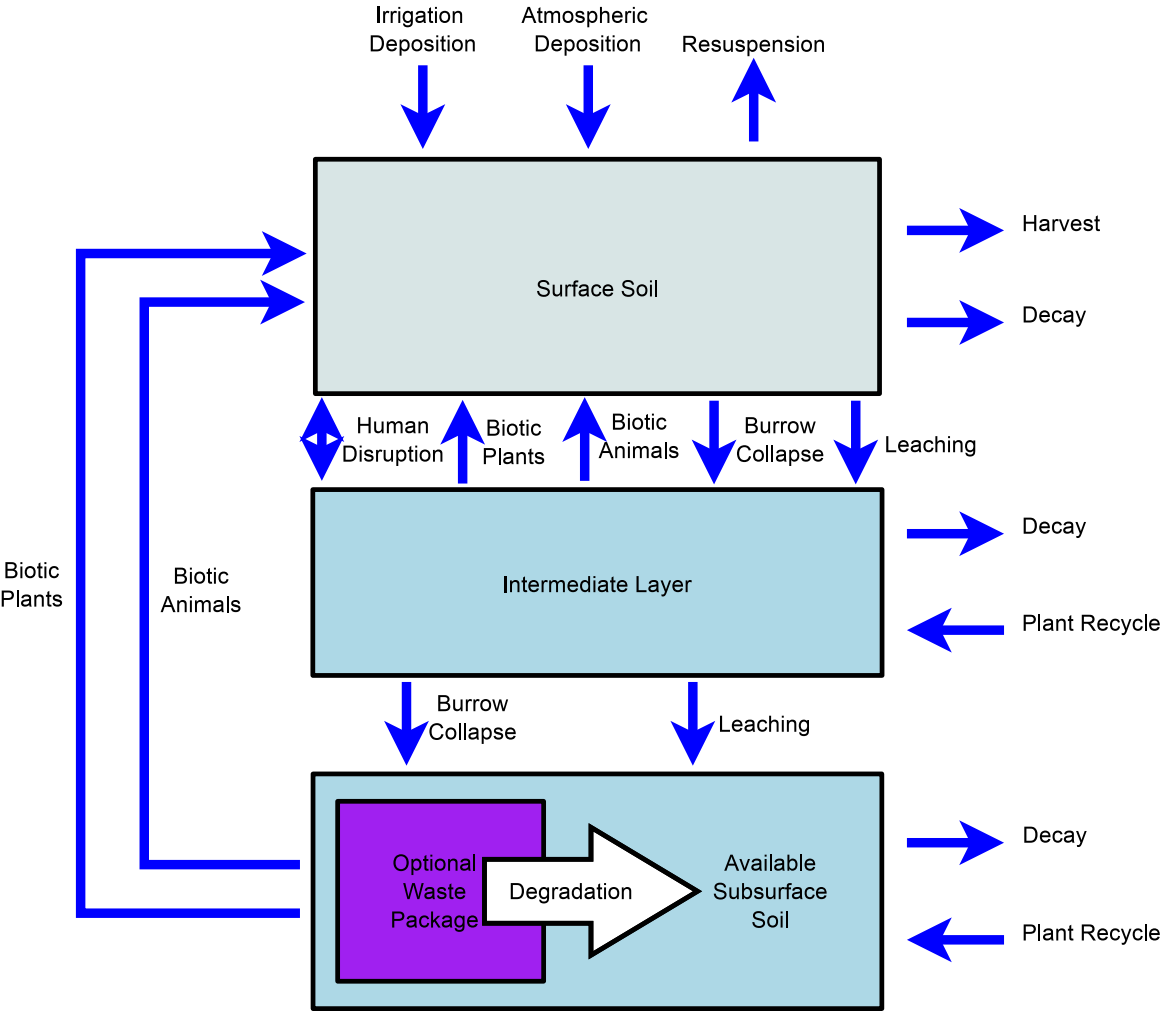 Irrigation
Deposition
Atmospheric
Deposition
Resuspension
Harvest
Surface Soil
Decay
Human
Disruption
Biotic
Plants
Biotic
Animals
Burrow
Collapse
Leaching
Decay
Biotic
Plants
Biotic
Animals
Intermediate Layer
Plant Recycle
Burrow
Collapse
Leaching
Decay
Optional
Waste
Package
Degradation
Available
Subsurface
Soil
Plant Recycle